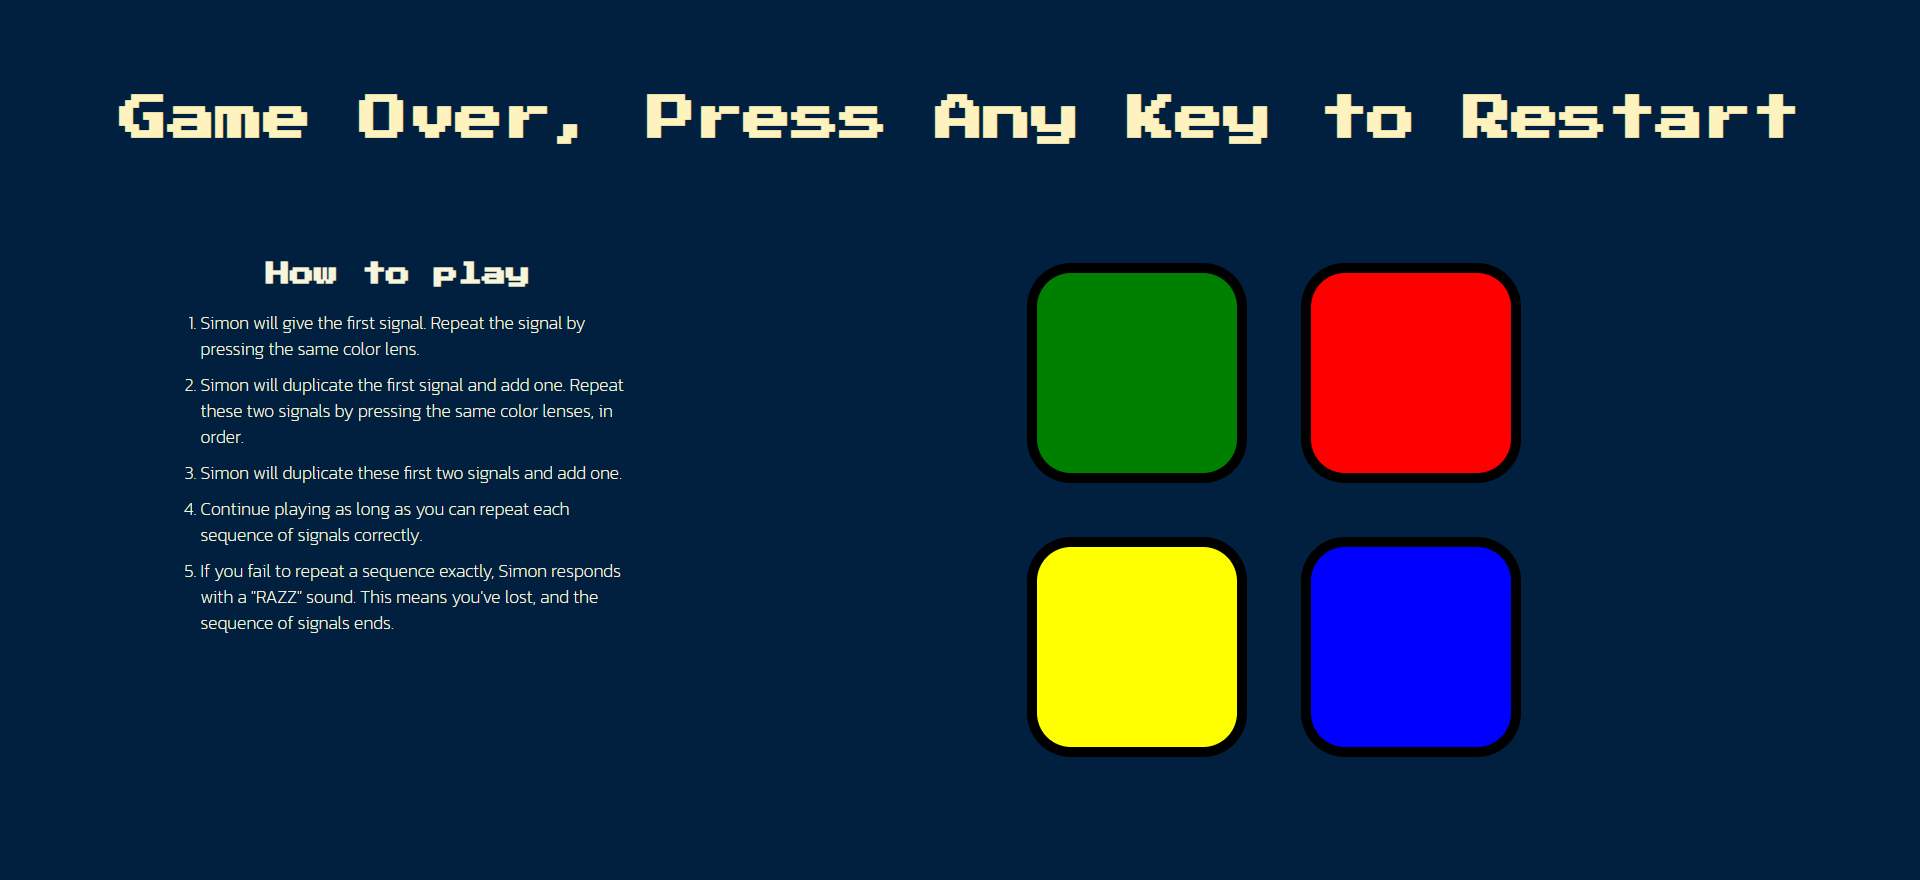 Game Over, Press Any Key to Restart
How to play
1. Simon will give the first signal. Repeat the signal by
pressing the same color lens.
2. Simon will duplicate the first signal and add one. Repeat
these two signals by pressing the same color lenses, in
order.
3. Simon will duplicate these first two signals and add one.
4. Continue playing as long as you can repeat each
sequence of signals correctly.
5. If you fail to repeat a sequence exactly, Simon responds
with a "RAZZ" sound. This means you've lost, and the
sequence of signals ends.